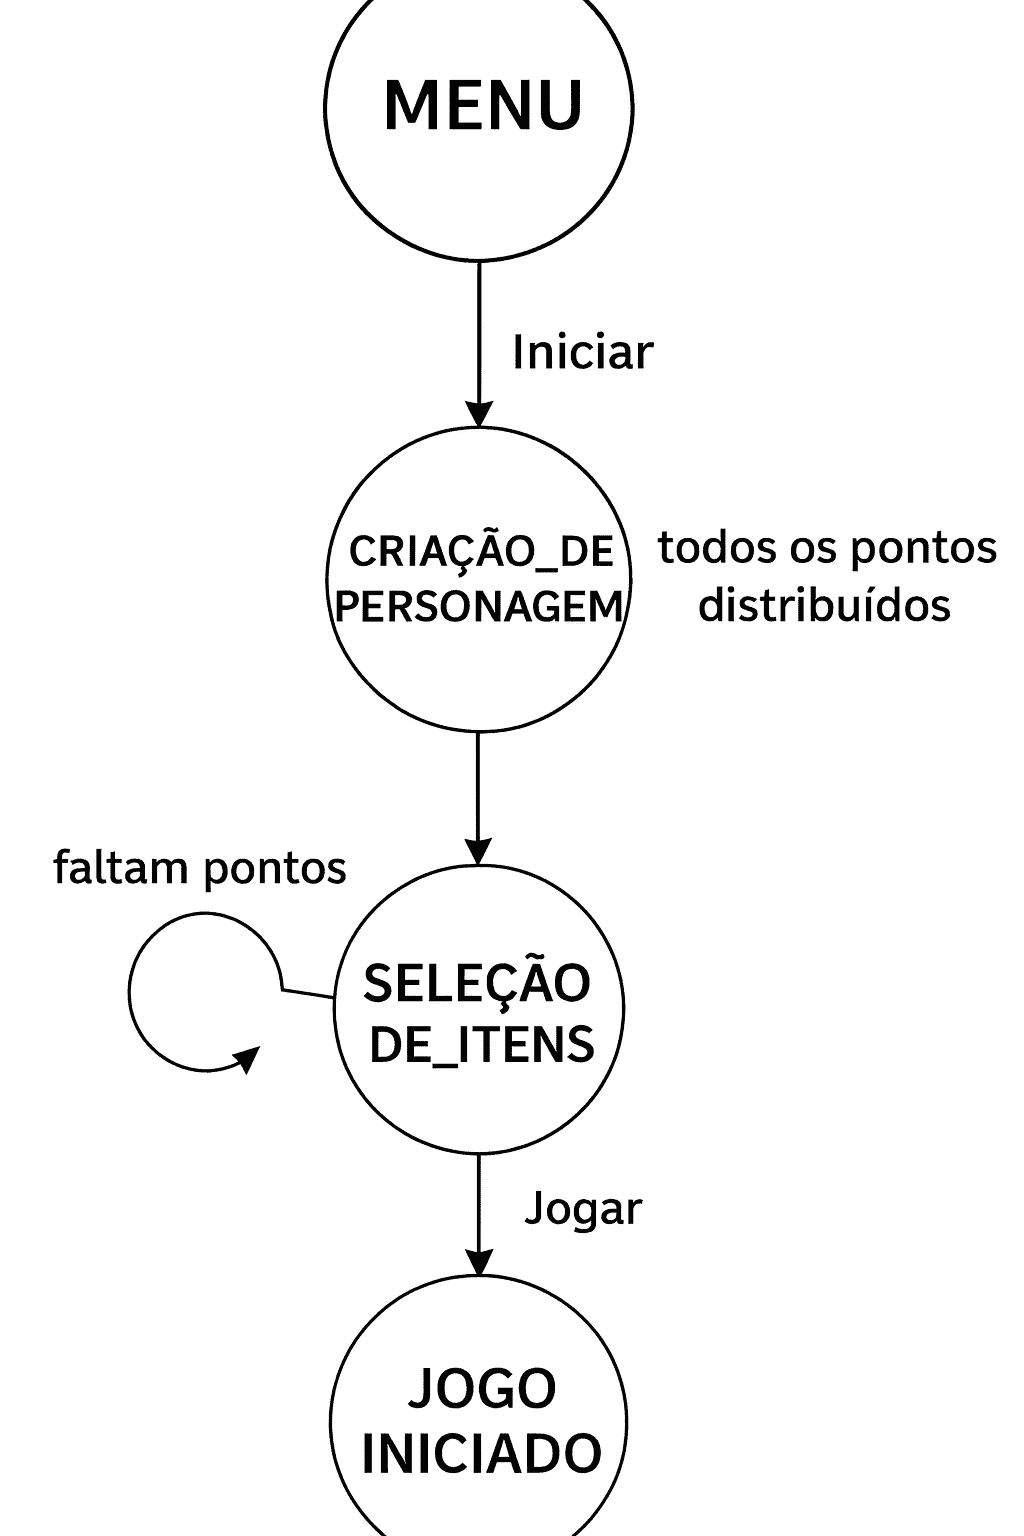 MENU
Iniciar
CRIAÇÃO_DE
PERSONAGEM
todos os pontos
distribuídos
faltam pontos
SELEÇÃO
DE_ITENS
Jogar
JOGO
INICIADO